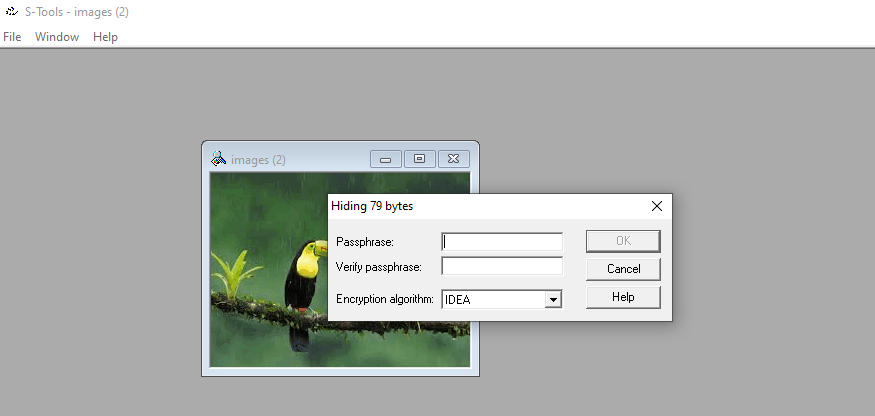 S-Tools - images (2)
File Window Help
images (2)
Hiding 79 bytes
Passphrase:
OK
Verify passphrase:
Cancel
Encryption algorithm: IDEA
Help